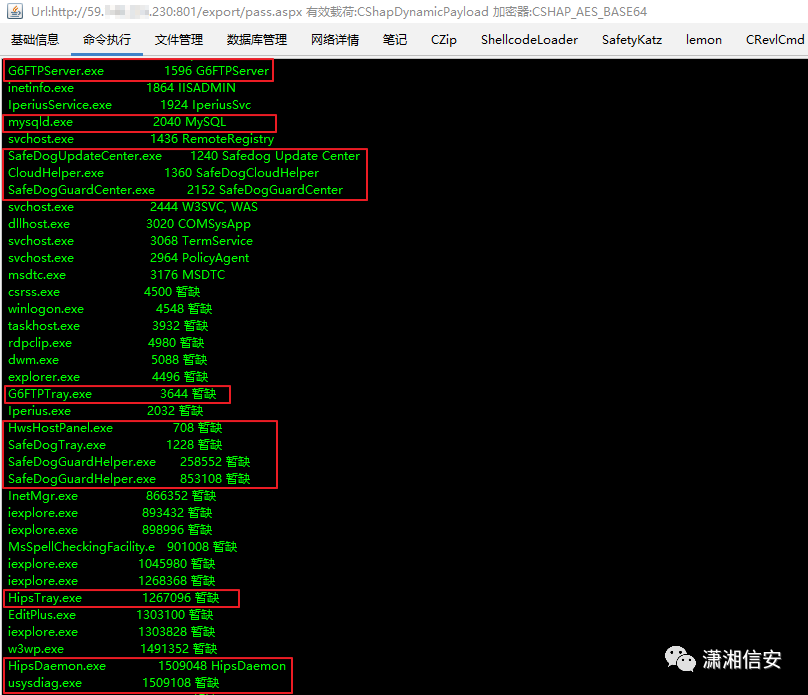 Url:http://59. .230:801/export/pass.aspx 有效载荷:CShapDynamicPayload 加密器:CSHAP_AES_BASE64
基础信息 命令执行 文件管理 数据库管理 网络详情 笔记 CZip ShellcodeLoader SafetyKatz lemon CRevlCmd
G6FTPServer.exe 1596 G6FTPServer
inetinfo.exe 1864 IISADMIN
IperiusService.exe 1924 IperiusSvc
mysqld.exe 2040 MySQL
svchost.exe 1436 RemoteRegistry
SafeDogUpdateCenter.exe 1240 Safedog Update Center
CloudHelper.exe 1360 SafeDogCloudHelper
SafeDogGuardCenter.exe 2152 SafeDogGuardCenter
svchost.exe 2444 W3SVC, WAS
dllhost.exe 3020 COMSysApp
svchost.exe 3068 TermService
svchost.exe 2964 PolicyAgent
msdtc.exe 3176 MSDTC
csrss.exe 4500 暂缺
winlogon.exe 4548 暂缺
taskhost.exe 3932 暂缺
rdpclip.exe 4980 暂缺
dwm.exe 5088 暂缺
explorer.exe 4496 暂缺
G6FTPTray.exe 3644 暂缺
Iperius.exe 2032 暂缺
HwsHostPanel.exe 708 暂缺
SafeDogTray.exe 1228 暂缺
SafeDogGuardHelper.exe 258552 暂缺
SafeDogGuardHelper.exe 853108 暂缺
InetMgr.exe 866352 暂缺
iexplore.exe 893432 暂缺
iexplore.exe 898996 暂缺
MsSpellCheckingFacility.e 901008 暂缺
iexplore.exe 1045980 暂缺
iexplore.exe 1268368 暂缺
HipsTray.exe 1267096 暂缺
EditPlus.exe 1303100 暂缺
iexplore.exe 1303828 暂缺
w3wp.exe 1491352 暂缺
HipsDaemon.exe 1509048 HipsDaemon
usysdiag.exe 1509108 暂缺
潇湘信安